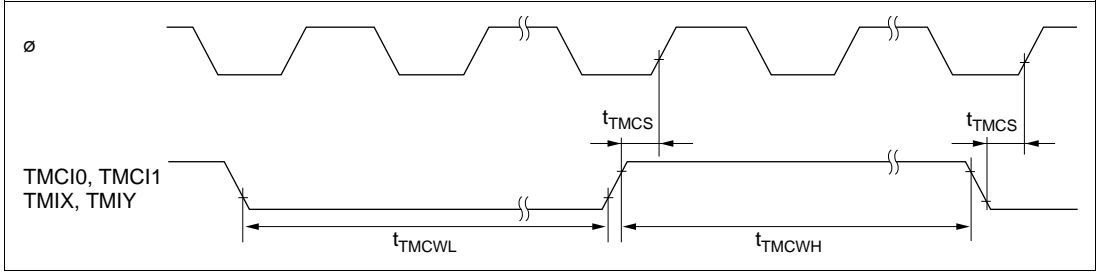 ø
tTMCS
tTMCS
TMCI0, TMCI1
TMIX, TMIY
tTMCWL
tTMCWH